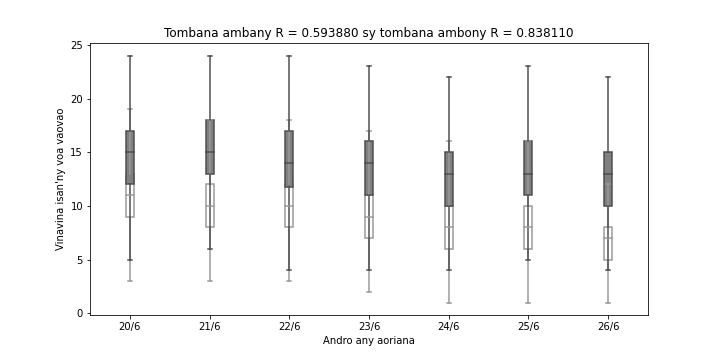 Tombana ambany R = 0.593880 sy tombana ambony R = 0.838110
Vinavina isan'ny voa vaovao
25
20
15
10
5
0
20/6 21/6 22/6 23/6 24/6 25/6 26/6
Andro any aoriana